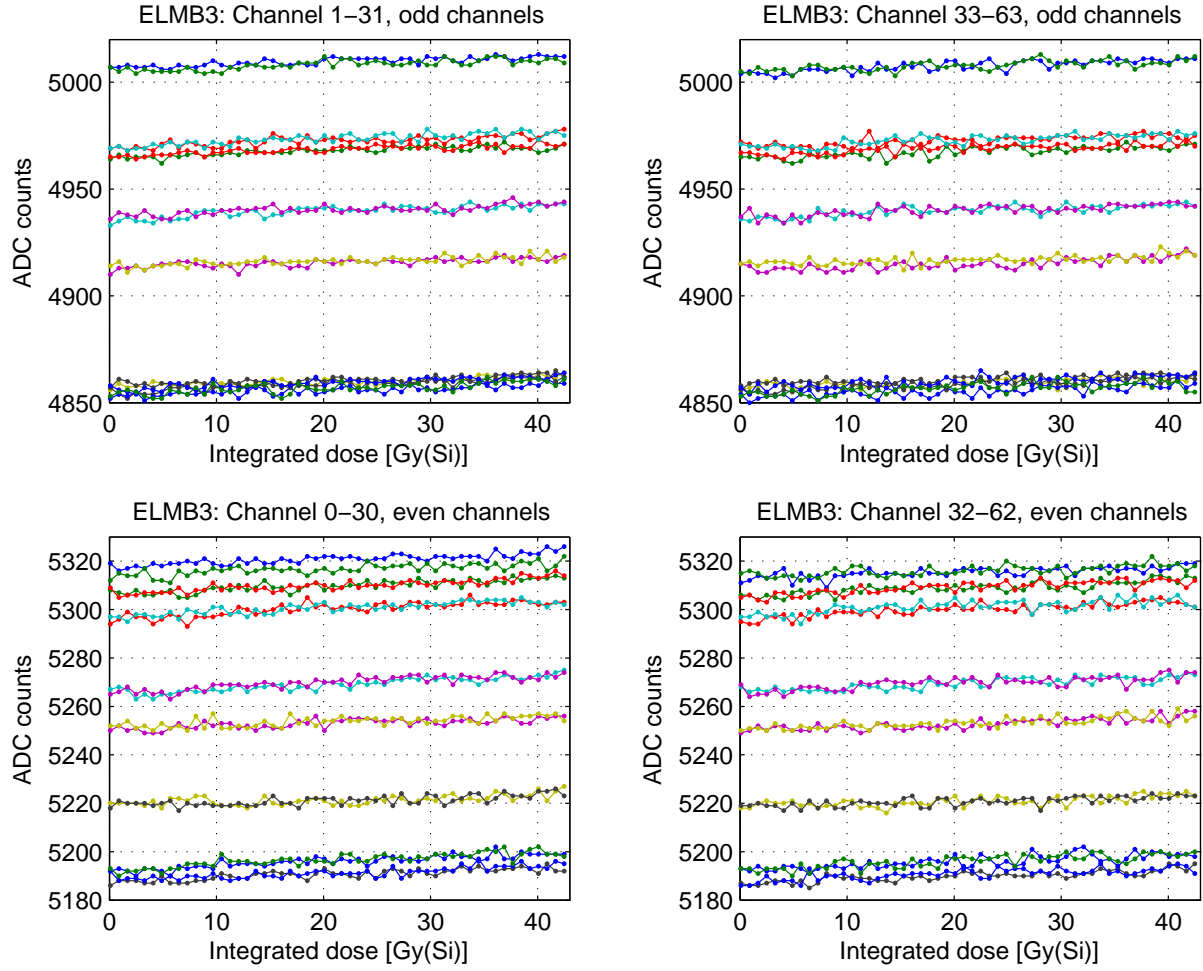 ELMB3: Channel 1−31, odd channels
5000
4950
4900
4850
ADC counts
0 10 20 30 40
Integrated dose [Gy(Si)]
ELMB3: Channel 33−63, odd channels
5000
4950
4900
4850
ADC counts
0 10 20 30 40
Integrated dose [Gy(Si)]
ELMB3: Channel 0−30, even channels
5320
5300
5280
5260
5240
5220
5200
5180
ADC counts
0 10 20 30 40
Integrated dose [Gy(Si)]
ELMB3: Channel 32−62, even channels
5320
5300
5280
5260
5240
5220
5200
5180
ADC counts
0 10 20 30 40
Integrated dose [Gy(Si)]